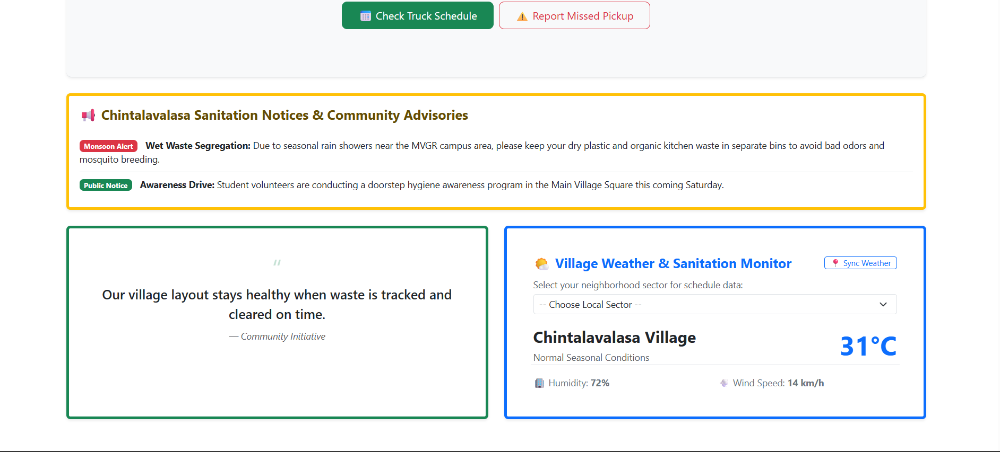 Check Truck Schedule
Report Missed Pickup
Chintalavalasa Sanitation Notices & Community Advisories
Monsoon Alert Wet Waste Segregation: Due to seasonal rain showers near the MVGR campus area, please keep your dry plastic and organic kitchen waste in separate bins to avoid bad odors and
mosquito breeding.
Public Notice Awareness Drive: Student volunteers are conducting a doorstep hygiene awareness program in the Main Village Square this coming Saturday.
“
Our village layout stays healthy when waste is tracked and
cleared on time.
— Community Initiative
Village Weather & Sanitation Monitor
Sync Weather
Select your neighborhood sector for schedule data:
-- Choose Local Sector --
Chintalavalasa Village
31°C
Normal Seasonal Conditions
Humidity: 72%
Wind Speed: 14 km/h